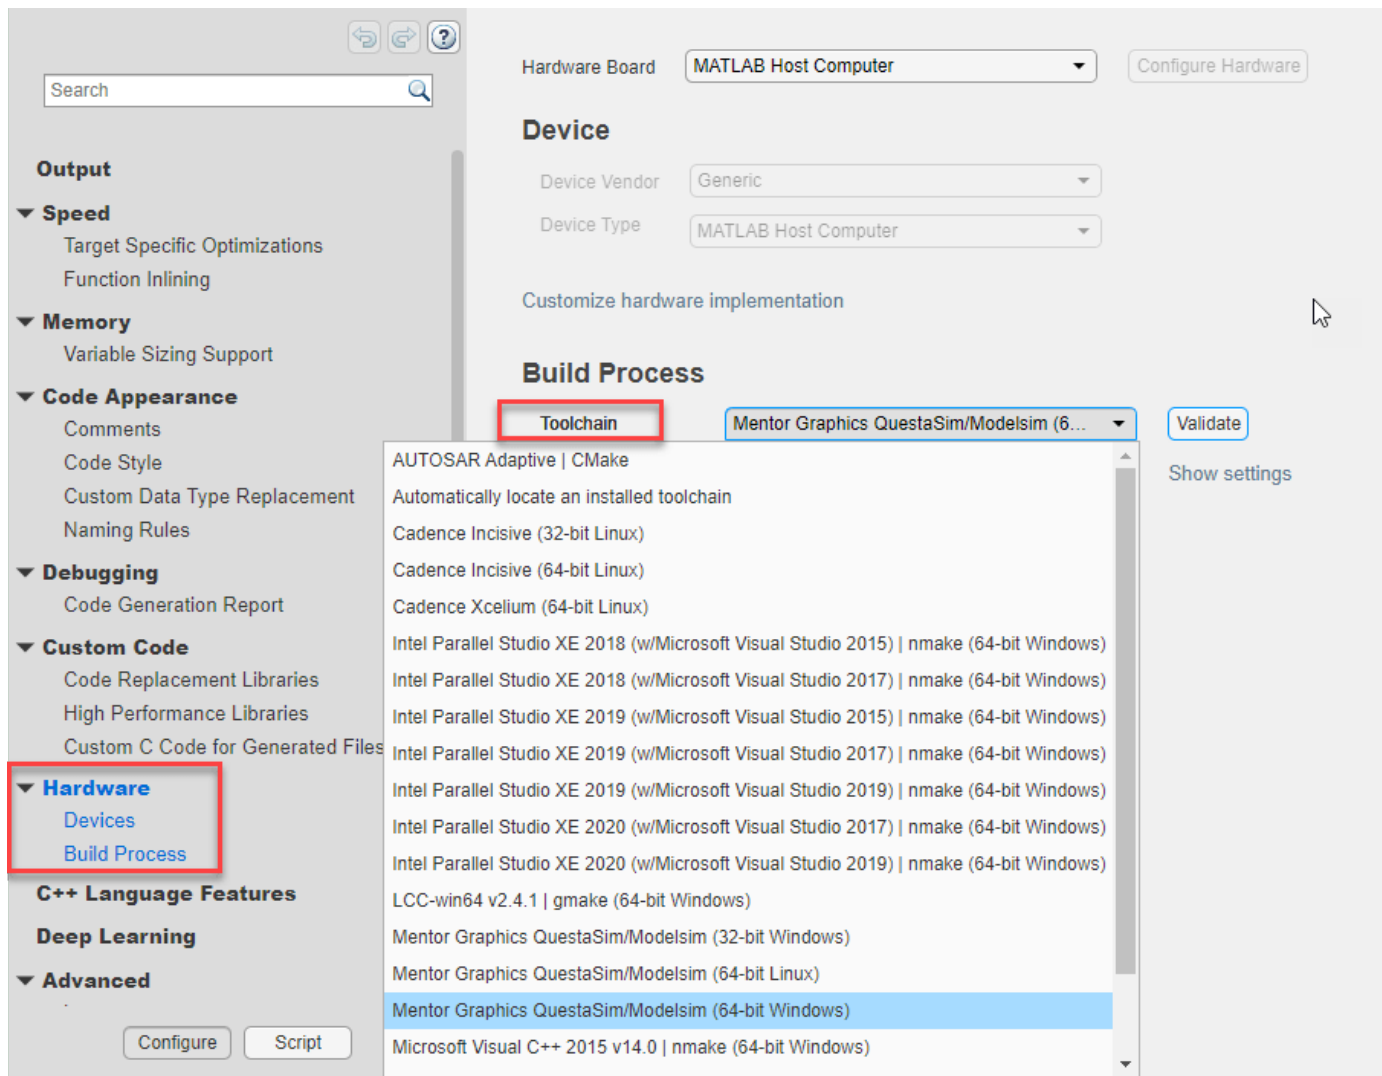 ?
Search
Output
Speed
Target Specific Optimizations
Function Inlining
Memory
Variable Sizing Support
Code Appearance
Comments
Code Style
Custom Data Type Replacement
Naming Rules
Debugging
Code Generation Report
Custom Code
Code Replacement Libraries
High Performance Libraries
Custom C Code for Generated Files
Hardware
Devices
Build Process
C++ Language Features
Deep Learning
Advanced
Configure Script
Hardware Board MATLAB Host Computer Configure Hardware
Device
Device Vendor Generic
Device Type MATLAB Host Computer
Customize hardware implementation
Build Process
Toolchain Mentor Graphics QuestaSim/Modelsim (6... Validate
Show settings
AUTOSAR Adaptive | CMake
Automatically locate an installed toolchain
Cadence Incisive (32-bit Linux)
Cadence Incisive (64-bit Linux)
Cadence Xcelium (64-bit Linux)
Intel Parallel Studio XE 2018 (w/Microsoft Visual Studio 2015) | nmake (64-bit Windows)
Intel Parallel Studio XE 2018 (w/Microsoft Visual Studio 2017) | nmake (64-bit Windows)
Intel Parallel Studio XE 2019 (w/Microsoft Visual Studio 2015) | nmake (64-bit Windows)
Intel Parallel Studio XE 2019 (w/Microsoft Visual Studio 2017) | nmake (64-bit Windows)
Intel Parallel Studio XE 2019 (w/Microsoft Visual Studio 2019) | nmake (64-bit Windows)
Intel Parallel Studio XE 2020 (w/Microsoft Visual Studio 2017) | nmake (64-bit Windows)
Intel Parallel Studio XE 2020 (w/Microsoft Visual Studio 2019) | nmake (64-bit Windows)
LCC-win64 v2.4.1 | gmake (64-bit Windows)
Mentor Graphics QuestaSim/Modelsim (32-bit Windows)
Mentor Graphics QuestaSim/Modelsim (64-bit Linux)
Mentor Graphics QuestaSim/Modelsim (64-bit Windows)
Microsoft Visual C++ 2015 v14.0 | nmake (64-bit Windows)